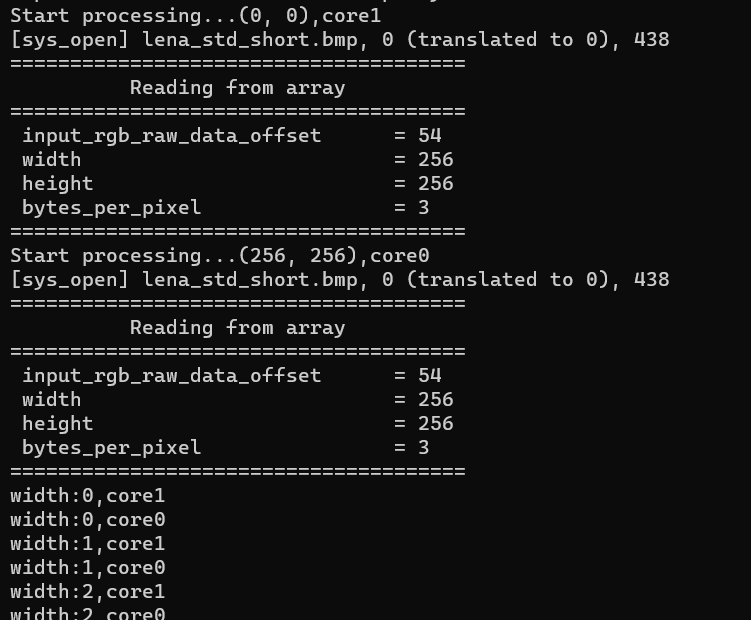 Start processing...(0, 0),core1
[sys_open] lena_std_short.bmp, 0 (translated to 0), 438
======================================
          Reading from array
======================================
 input_rgb_raw_data_offset      = 54
 width                          = 256
 height                         = 256
 bytes_per_pixel                = 3
======================================
Start processing...(256, 256),core0
[sys_open] lena_std_short.bmp, 0 (translated to 0), 438
======================================
          Reading from array
======================================
 input_rgb_raw_data_offset      = 54
 width                          = 256
 height                         = 256
 bytes_per_pixel                = 3
======================================
width:0,core1
width:0,core0
width:1,core1
width:1,core0
width:2,core1
width:2,core0